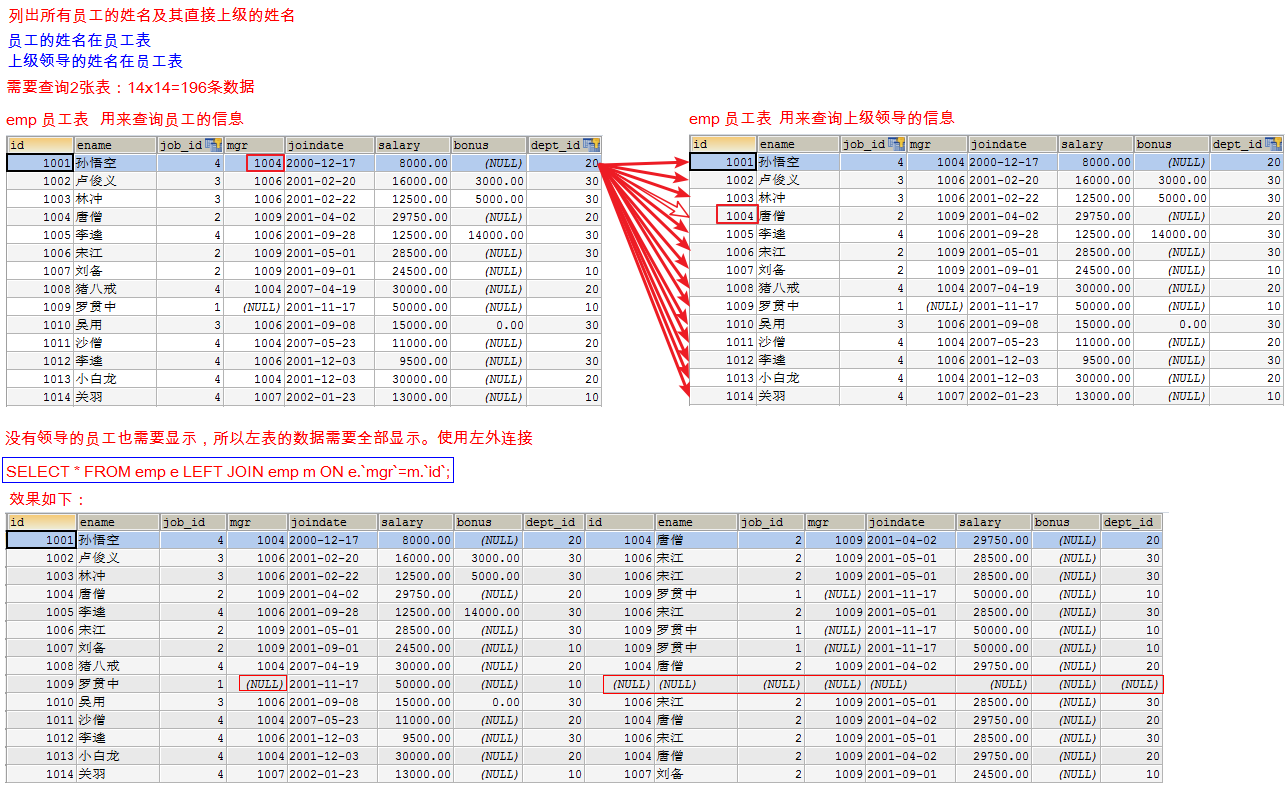 列出所有员工的姓名及其直接上级的姓名
员工的姓名在员工表
上级领导的姓名在员工表
需要查询2张表：14x14=196条数据
emp 员工表 用来查询员工的信息
id ename job_id mgr joindate salary bonus dept_id
1001 孙悟空 4 1004 2000-12-17 8000.00 (NULL) 20
1002 卢俊义 3 1006 2001-02-20 16000.00 3000.00 30
1003 林冲 3 1006 2001-02-22 12500.00 5000.00 30
1004 唐僧 2 1009 2001-04-02 29750.00 (NULL) 20
1005 李逵 4 1006 2001-09-28 12500.00 14000.00 30
1006 宋江 2 1009 2001-05-01 28500.00 (NULL) 30
1007 刘备 2 1009 2001-09-01 24500.00 (NULL) 10
1008 猪八戒 4 1004 2007-04-19 30000.00 (NULL) 20
1009 罗贯中 1 (NULL) 2001-11-17 50000.00 (NULL) 10
1010 吴用 3 1006 2001-09-08 15000.00 0.00 30
1011 沙僧 4 1004 2007-05-23 11000.00 (NULL) 20
1012 李逵 4 1006 2001-12-03 9500.00 (NULL) 30
1013 小白龙 4 1004 2001-12-03 30000.00 (NULL) 20
1014 关羽 4 1007 2002-01-23 13000.00 (NULL) 10
emp 员工表 用来查询上级领导的信息
id ename job_id mgr joindate salary bonus dept_id
1001 孙悟空 4 1004 2000-12-17 8000.00 (NULL) 20
1002 卢俊义 3 1006 2001-02-20 16000.00 3000.00 30
1003 林冲 3 1006 2001-02-22 12500.00 5000.00 30
1004 唐僧 2 1009 2001-04-02 29750.00 (NULL) 20
1005 李逵 4 1006 2001-09-28 12500.00 14000.00 30
1006 宋江 2 1009 2001-05-01 28500.00 (NULL) 30
1007 刘备 2 1009 2001-09-01 24500.00 (NULL) 10
1008 猪八戒 4 1004 2007-04-19 30000.00 (NULL) 20
1009 罗贯中 1 (NULL) 2001-11-17 50000.00 (NULL) 10
1010 吴用 3 1006 2001-09-08 15000.00 0.00 30
1011 沙僧 4 1004 2007-05-23 11000.00 (NULL) 20
1012 李逵 4 1006 2001-12-03 9500.00 (NULL) 30
1013 小白龙 4 1004 2001-12-03 30000.00 (NULL) 20
1014 关羽 4 1007 2002-01-23 13000.00 (NULL) 10
没有领导的员工也需要显示，所以左表的数据需要全部显示。使用左外连接
SELECT * FROM emp e LEFT JOIN emp m ON e.`mgr`=m.`id`;
效果如下：
id ename job_id mgr joindate salary bonus dept_id id ename job_id mgr joindate salary bonus dept_id
1001 孙悟空 4 1004 2000-12-17 8000.00 (NULL) 20 1004 唐僧 2 1009 2001-04-02 29750.00 (NULL) 20
1002 卢俊义 3 1006 2001-02-20 16000.00 3000.00 30 1006 宋江 2 1009 2001-05-01 28500.00 (NULL) 30
1003 林冲 3 1006 2001-02-22 12500.00 5000.00 30 1006 宋江 2 1009 2001-05-01 28500.00 (NULL) 30
1004 唐僧 2 1009 2001-04-02 29750.00 (NULL) 20 1009 罗贯中 1 (NULL) 2001-11-17 50000.00 (NULL) 10
1005 李逵 4 1006 2001-09-28 12500.00 14000.00 30 1006 宋江 2 1009 2001-05-01 28500.00 (NULL) 30
1006 宋江 2 1009 2001-05-01 28500.00 (NULL) 30 1009 罗贯中 1 (NULL) 2001-11-17 50000.00 (NULL) 10
1007 刘备 2 1009 2001-09-01 24500.00 (NULL) 10 1009 罗贯中 1 (NULL) 2001-11-17 50000.00 (NULL) 10
1008 猪八戒 4 1004 2007-04-19 30000.00 (NULL) 20 1004 唐僧 2 1009 2001-04-02 29750.00 (NULL) 20
1009 罗贯中 1 (NULL) 2001-11-17 50000.00 (NULL) 10 (NULL) (NULL) (NULL) (NULL) (NULL) (NULL) (NULL) (NULL)
1010 吴用 3 1006 2001-09-08 15000.00 0.00 30 1006 宋江 2 1009 2001-05-01 28500.00 (NULL) 30
1011 沙僧 4 1004 2007-05-23 11000.00 (NULL) 20 1004 唐僧 2 1009 2001-04-02 29750.00 (NULL) 20
1012 李逵 4 1006 2001-12-03 9500.00 (NULL) 30 1006 宋江 2 1009 2001-05-01 28500.00 (NULL) 30
1013 小白龙 4 1004 2001-12-03 30000.00 (NULL) 20 1004 唐僧 2 1009 2001-04-02 29750.00 (NULL) 20
1014 关羽 4 1007 2002-01-23 13000.00 (NULL) 10 1007 刘备 2 1009 2001-09-01 24500.00 (NULL) 10